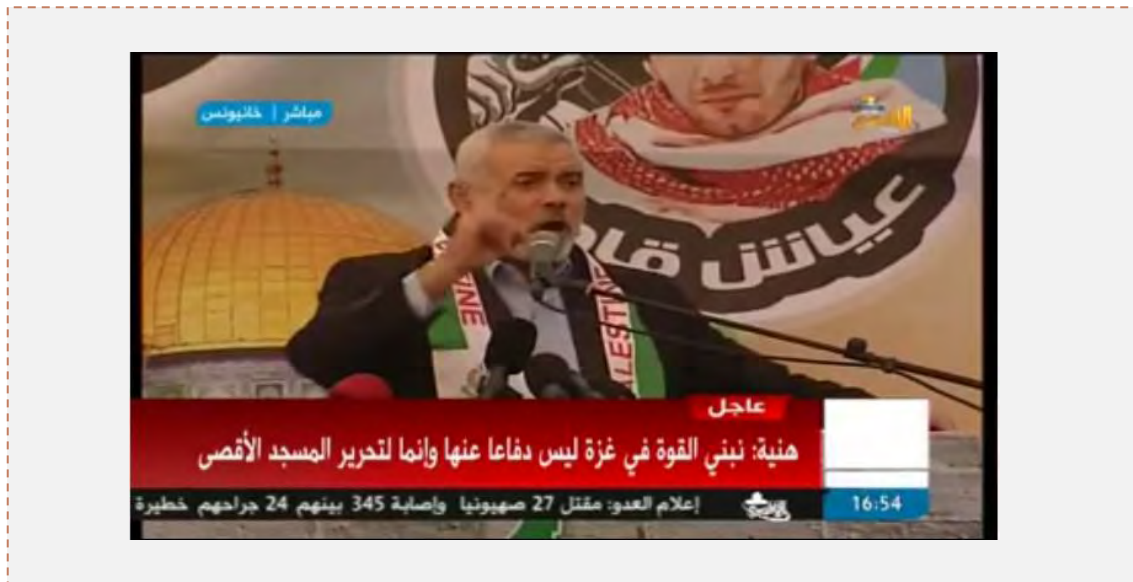 مباشر | خانيونس
عياش قا
PALESTINE
عاجل
هنية: نبني القوة في غزة ليس دفاعا عنها وانما لتحرير المسجد الأقصى
إعلام العدو: مقتل 27 صهيونيا وإصابة 345 بينهم 24 جراحهم خطيرة
16:54